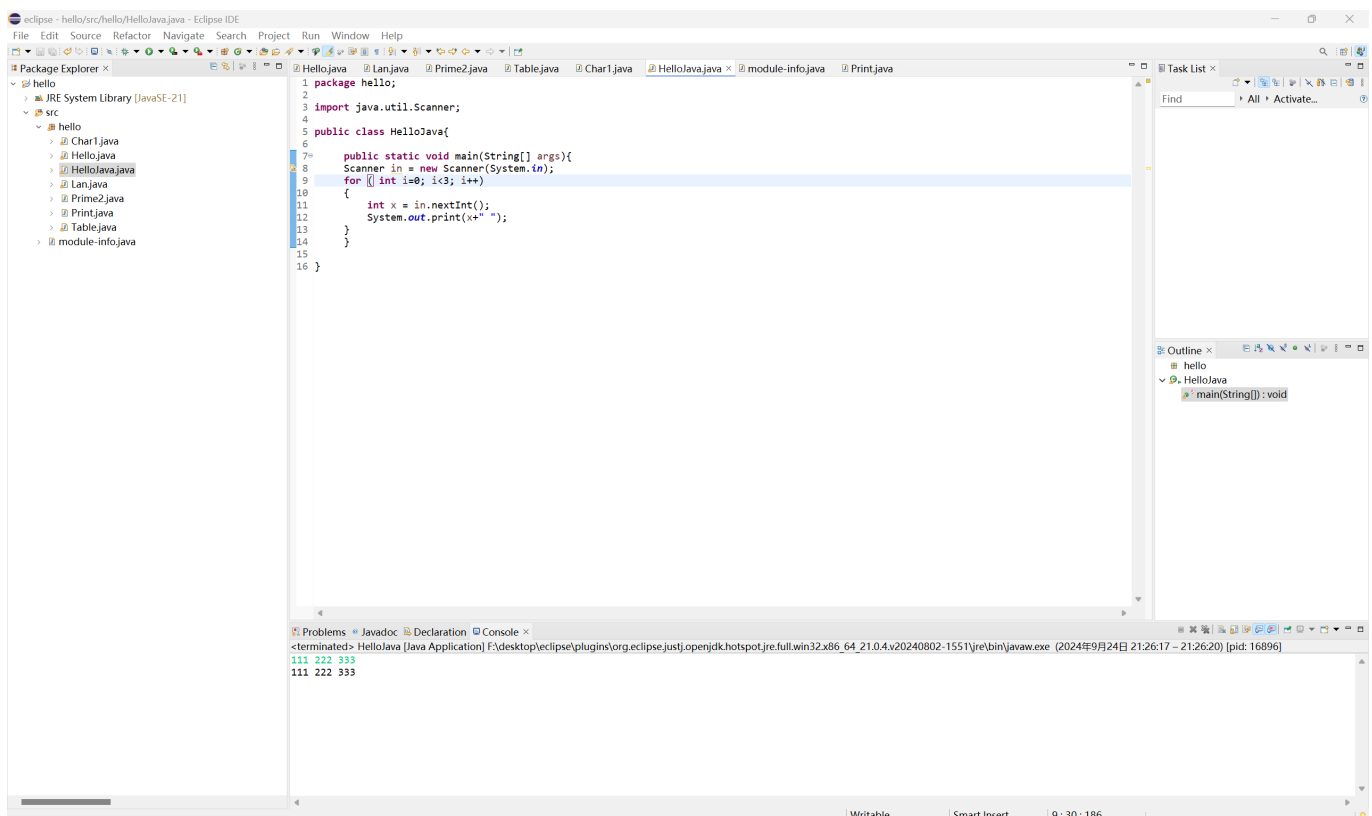 eclipse - hello/src/hello/HelloJava.java - Eclipse IDE
File Edit Source Refactor Navigate Search Project Run Window Help
Package Explorer
hello
JRE System Library [JavaSE-21]
src
hello
Char1.java
Hello.java
HelloJava.java
Lan.java
Prime2.java
Print.java
Table.java
module-info.java
Hello.java Lan.java Prime2.java Table.java Char1.java HelloJava.java module-info.java Print.java
1 package hello;
2
3 import java.util.Scanner;
4
5 public class HelloJava{
6
7 public static void main(String[] args){
8 Scanner in = new Scanner(System.in);
9 for ( int i=0; i<3; i++)
10 {
11 int x = in.nextInt();
12 System.out.print(x+" ");
13 }
14 }
15
16 }
Task List
Find All Activate...
Outline
hello
HelloJava
main(String[]) : void
Problems Javadoc Declaration Console
<terminated> HelloJava [Java Application] F:\desktop\eclipse\plugins\org.eclipse.justj.openjdk.hotspot.jre.full.win32.x86_64_21.0.4.v20240802-1551\jre\bin\javaw.exe (2024年9月24日 21:26:17 – 21:26:20) [pid: 16896]
111 222 333
111 222 333
Writable Smart Insert 9 : 30 : 186